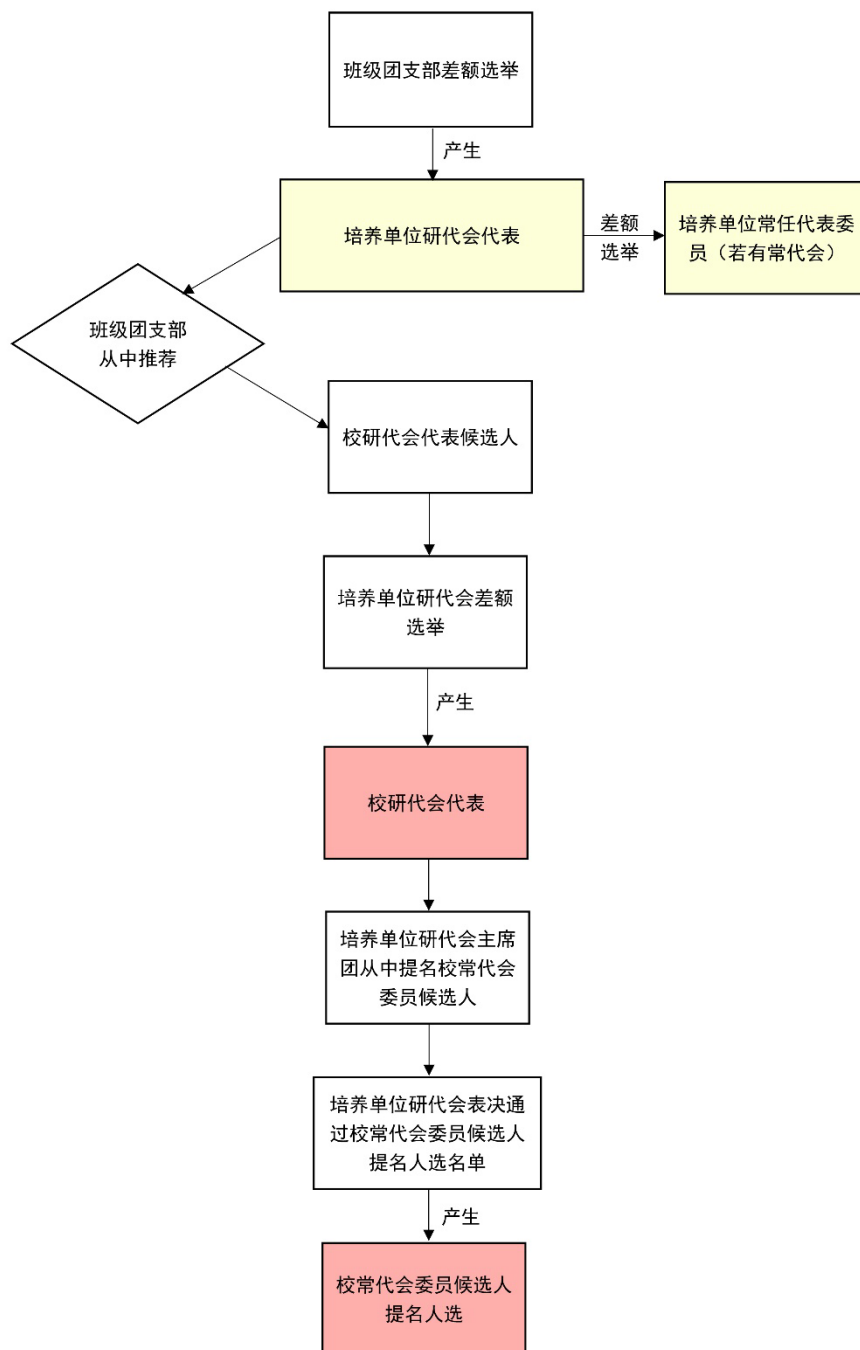 班级团支部差额选举
产生
培养单位研代会代表
差额
选举
培养单位常任代表委
员（若有常代会）
班级团支部
从中推荐
校研代会代表候选人
培养单位研代会差额
选举
产生
校研代会代表
培养单位研代会主席
团从中提名校常代会
委员候选人
培养单位研代会表决通
过校常代会委员候选人
提名人选名单
产生
校常代会委员候选人
提名人选